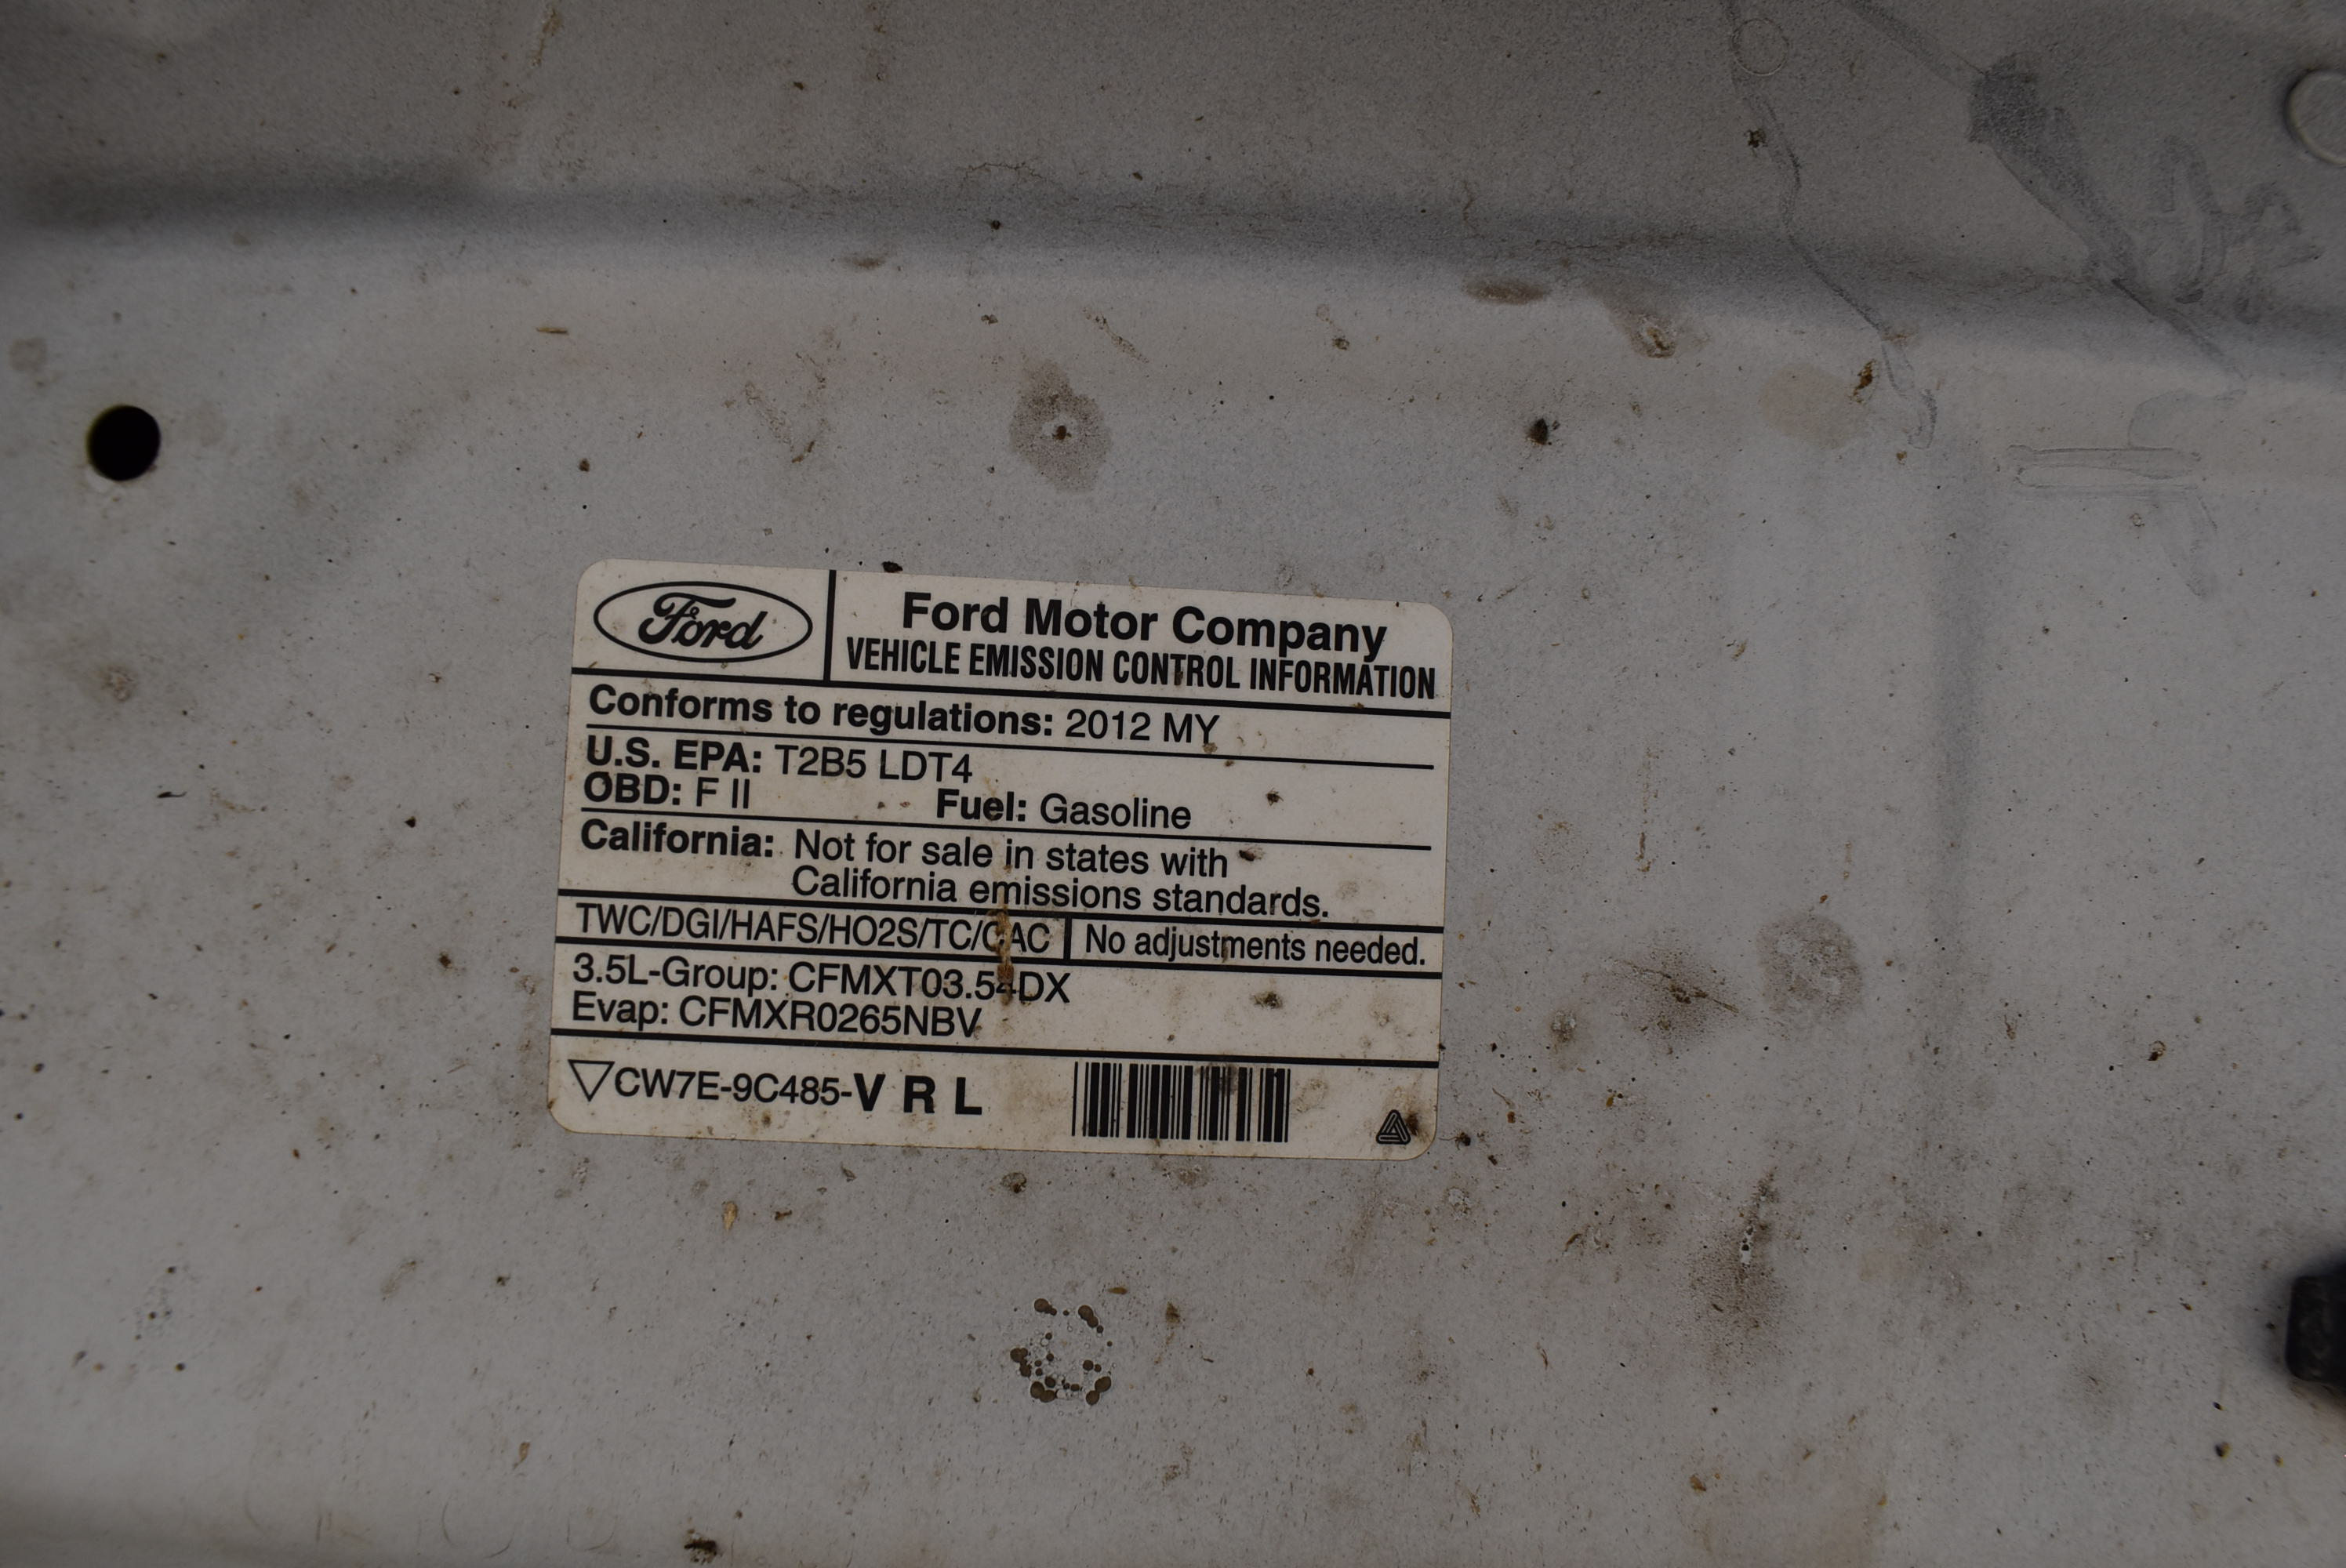 Ford
Ford Motor Company
VEHICLE EMISSION CONTROL INFORMATION
Conforms to regulations: 2012 MY
U.S. EPA: T2B5 LDT4
OBD: F II Fuel: Gasoline
California: Not for sale in states with
California emissions standards.
TWC/DGI/HAFS/HO2S/TC/CAC No adjustments needed.
3.5L-Group: CFMXT03.54DX
Evap: CFMXR0265NBV
CW7E-9C485-V R L